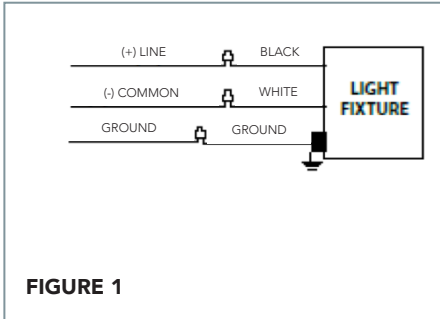 (+) LINE BLACK
(-) COMMON WHITE
GROUND GROUND
LIGHT
FIXTURE
FIGURE 1